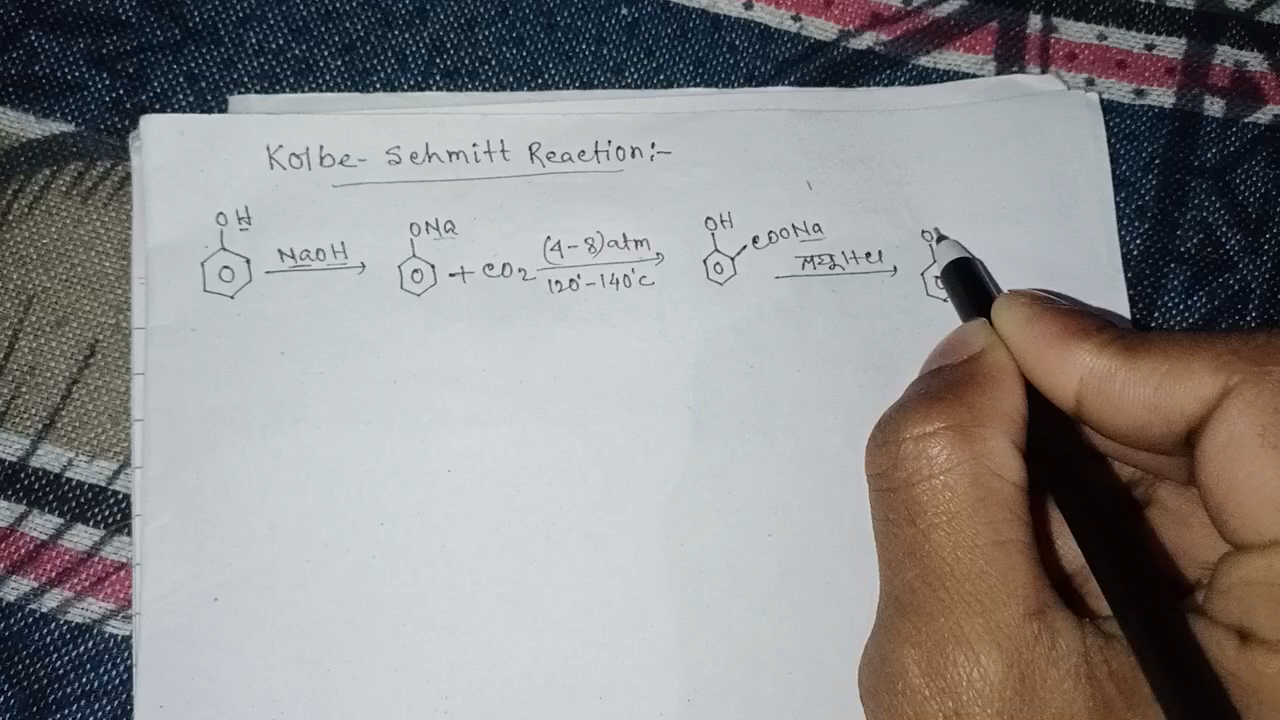 Kolbe-Schmitt Reaction:-
OH NaOH ONa + CO2 (4-8)atm 120°-140°C OH COONa লঘু HCl O